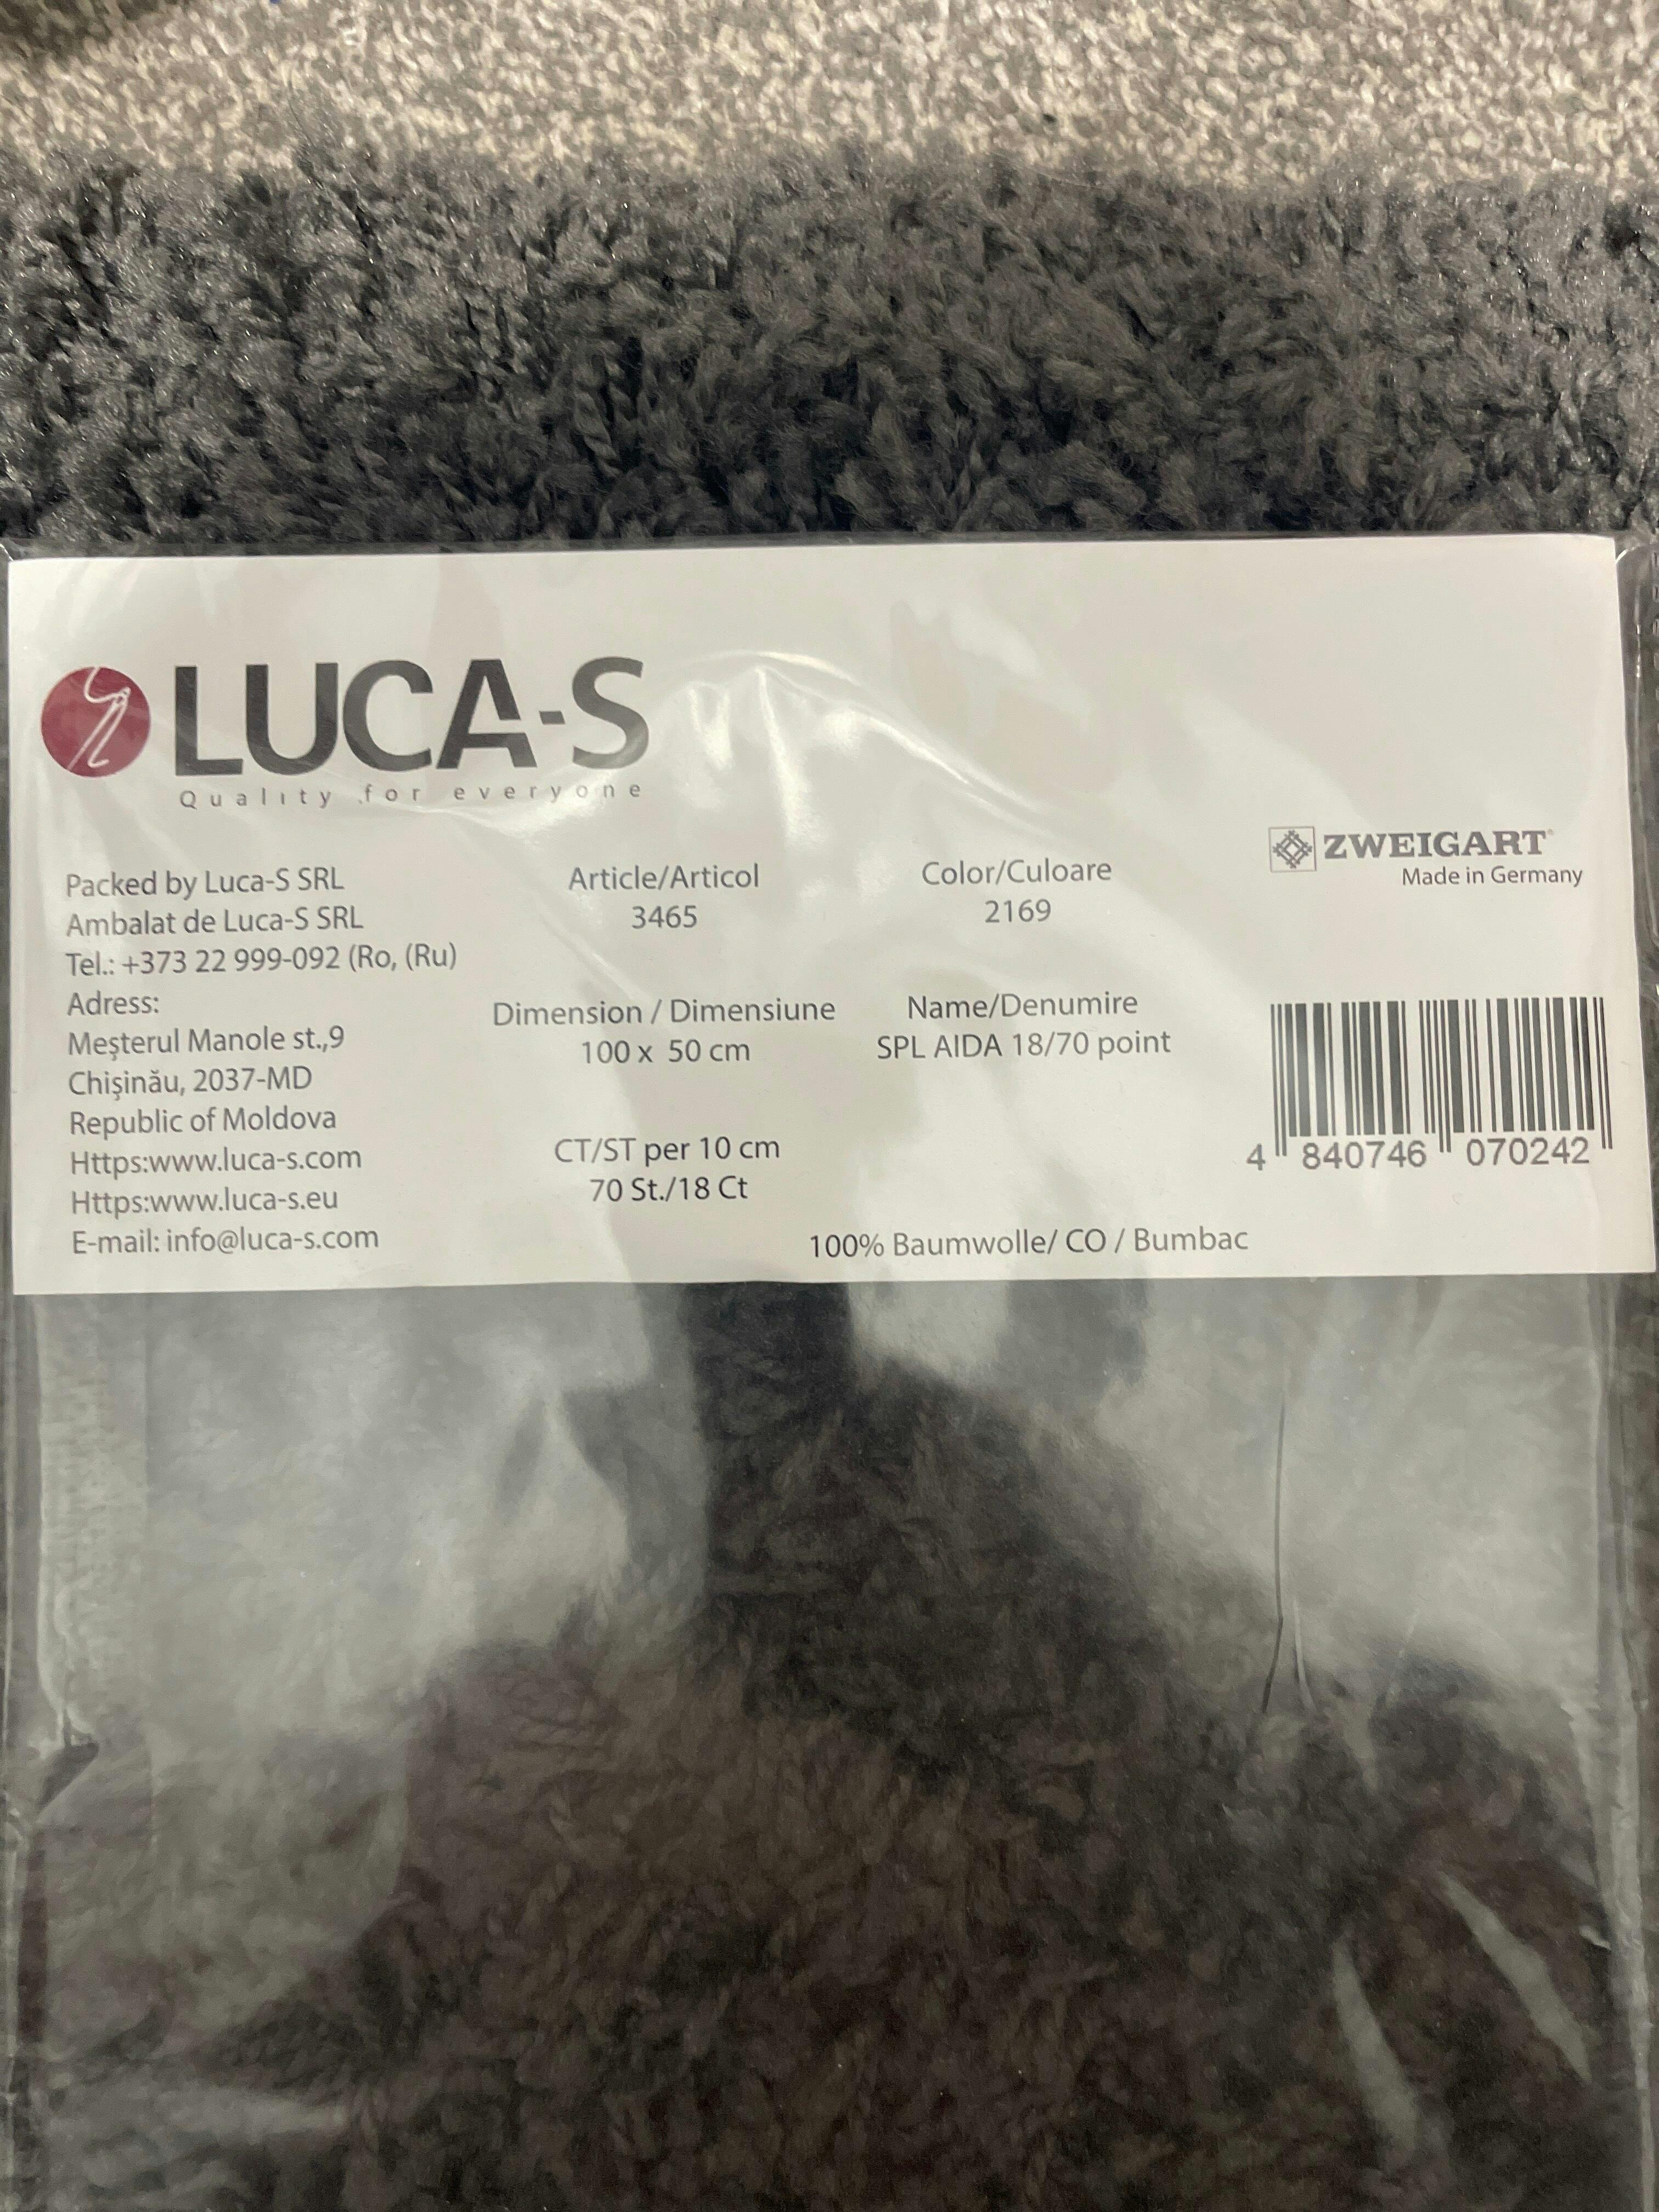 LUCA-S
Quality for everyone
ZWEIGART®
Made in Germany
Packed by Luca-S SRL
Ambalat de Luca-S SRL
Tel.: +373 22 999-092 (Ro, (Ru)
Adress:
Meşterul Manole st.,9
Chişinău, 2037-MD
Republic of Moldova
Https:www.luca-s.com
Https:www.luca-s.eu
E-mail: info@luca-s.com
Article/Articol
3465
Dimension / Dimensiune
100 x 50 cm
CT/ST per 10 cm
70 St./18 Ct
Color/Culoare
2169
Name/Denumire
SPL AIDA 18/70 point
100% Baumwolle/ CO / Bumbac
4 840746 070242